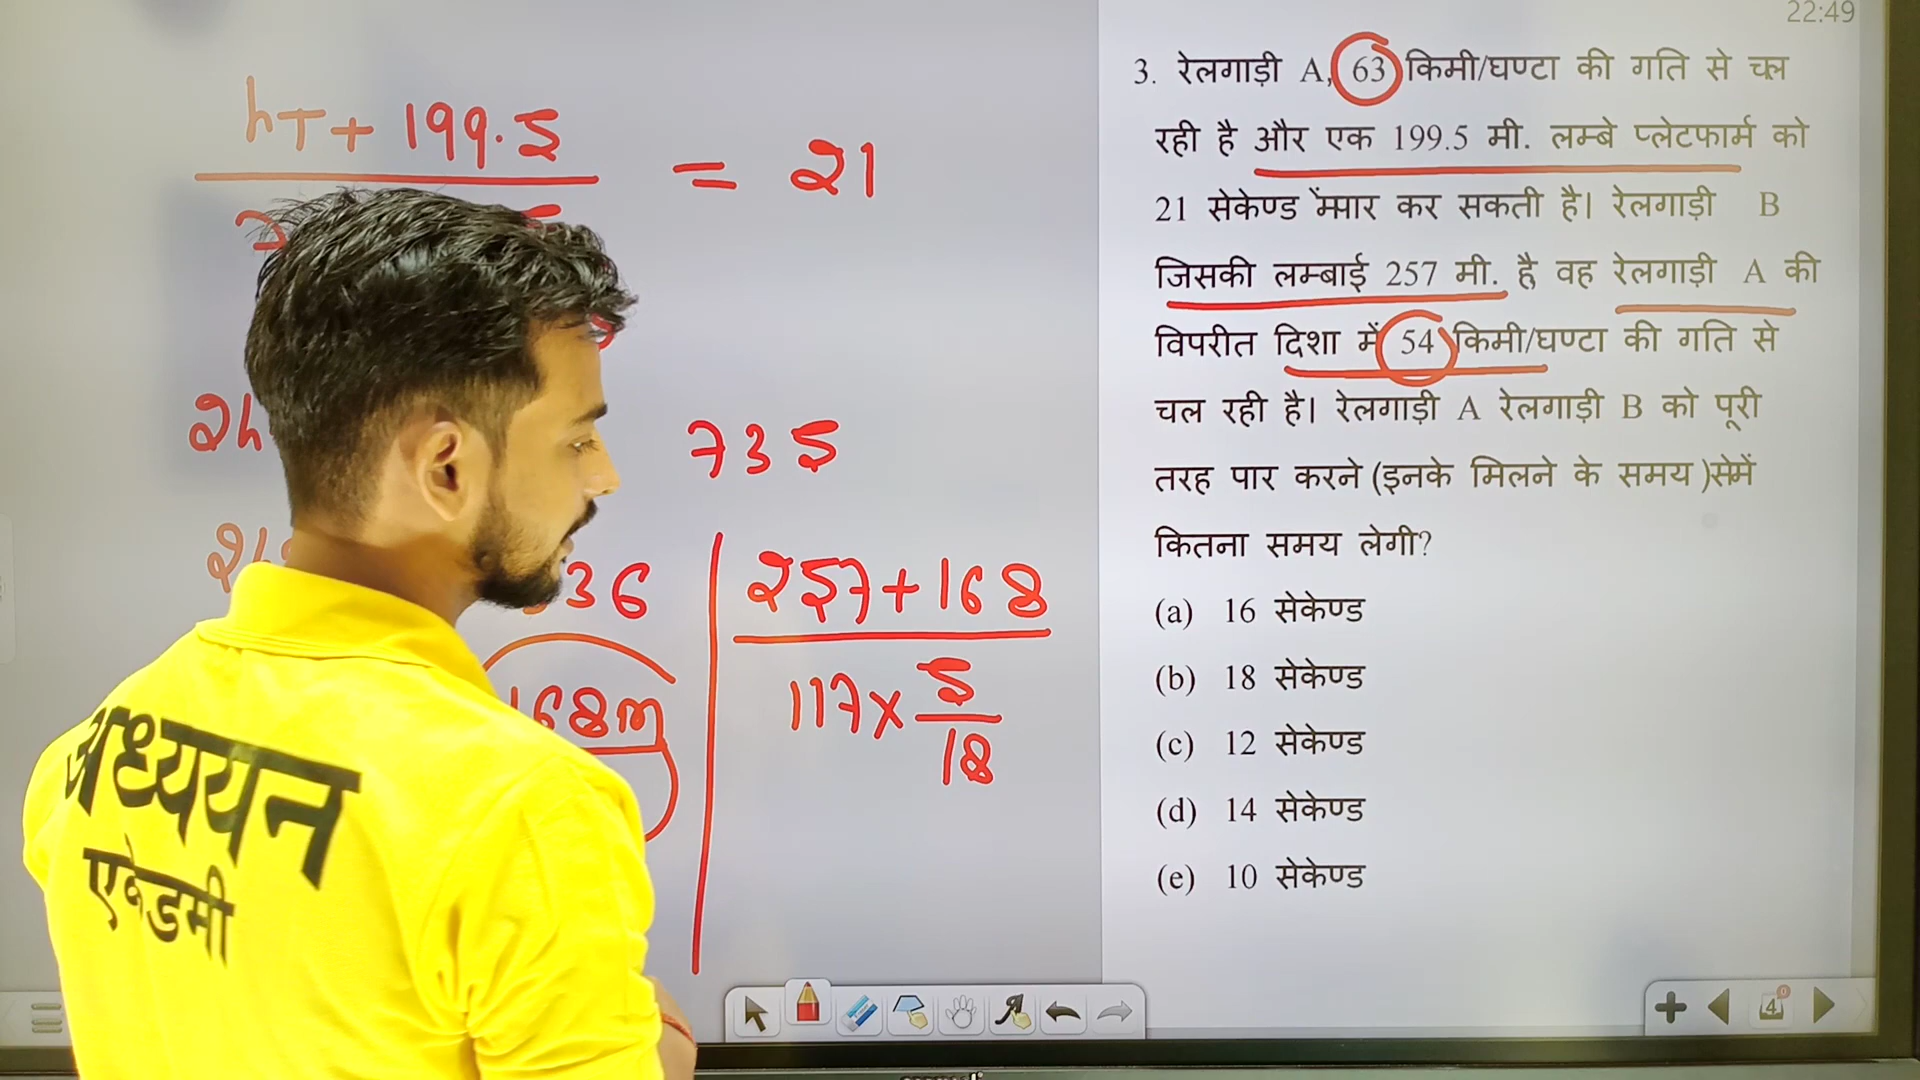 22:49
3. रेलगाड़ी A, 63 किमी/घण्टा की गति से चल
रही है और एक 199.5 मी. लम्बे प्लेटफार्म को
21 सेकेण्ड में पार कर सकती है। रेलगाड़ी B
जिसकी लम्बाई 257 मी. है, वह रेलगाड़ी A की
विपरीत दिशा में 54 किमी/घण्टा की गति से
चल रही है। रेलगाड़ी A रेलगाड़ी B को पूरी
तरह पार करने (इनके मिलने के समय )सेमें
कितना समय लेगी?
(a) 16 सेकेण्ड
(b) 18 सेकेण्ड
(c) 12 सेकेण्ड
(d) 14 सेकेण्ड
(e) 10 सेकेण्ड
+ 199.5
= 21
735
36
168m
257+168
117×5
18
अध्ययन
एकेडमी
4